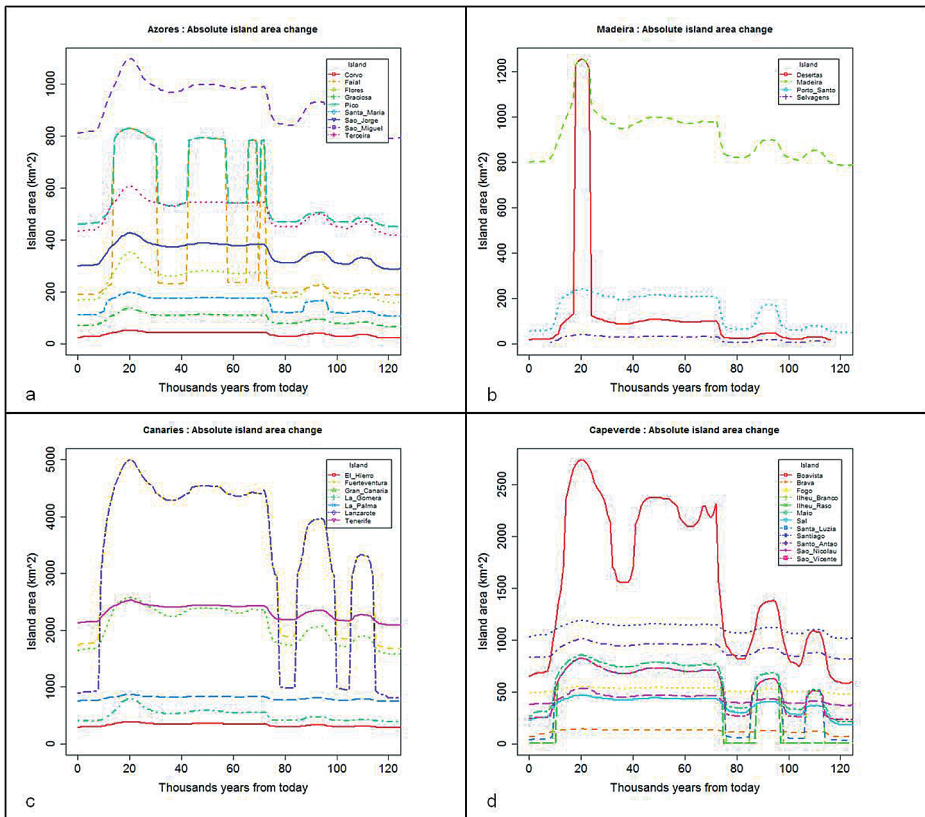 Azores : Absolute island area change
Island area (km^2)
0 200 400 600 800 1000
Island
Corvo
Faial
Flores
Graciosa
Pico
Santa_Maria
Sao_Jorge
Sao_Miguel
Terceira
0 20 40 60 80 100 120
Thousands years from today
a
Madeira : Absolute island area change
Island area (km^2)
0 200 400 600 800 1000 1200
Island
Desertas
Madeira
Porto_Santo
Selvagens
0 20 40 60 80 100 120
Thousands years from today
b
Canaries : Absolute island area change
Island area (km^2)
0 1000 2000 3000 4000 5000
Island
El_Hierro
Fuerteventura
Gran_Canaria
La_Gomera
La_Palma
Lanzarote
Tenerife
0 20 40 60 80 100 120
Thousands years from today
c
Capeverde : Absolute island area change
Island area (km^2)
0 500 1000 1500 2000 2500
Island
Boavista
Brava
Fogo
Ilheu_Branco
Ilheu_Raso
Maio
Sal
Santa_Luzia
Santiago
Santo_Antao
Sao_Nicolau
Sao_Vicente
0 20 40 60 80 100 120
Thousands years from today
d